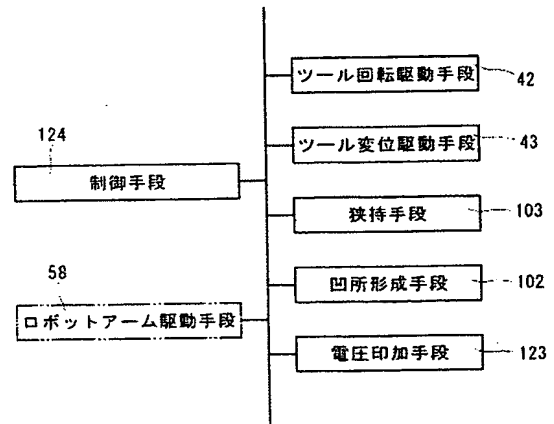 ツール回転駆動手段
42
ツール変位駆動手段
43
124
制御手段
狭持手段
103
58
凹所形成手段
102
ロボットアーム駆動手段
電圧印加手段
123